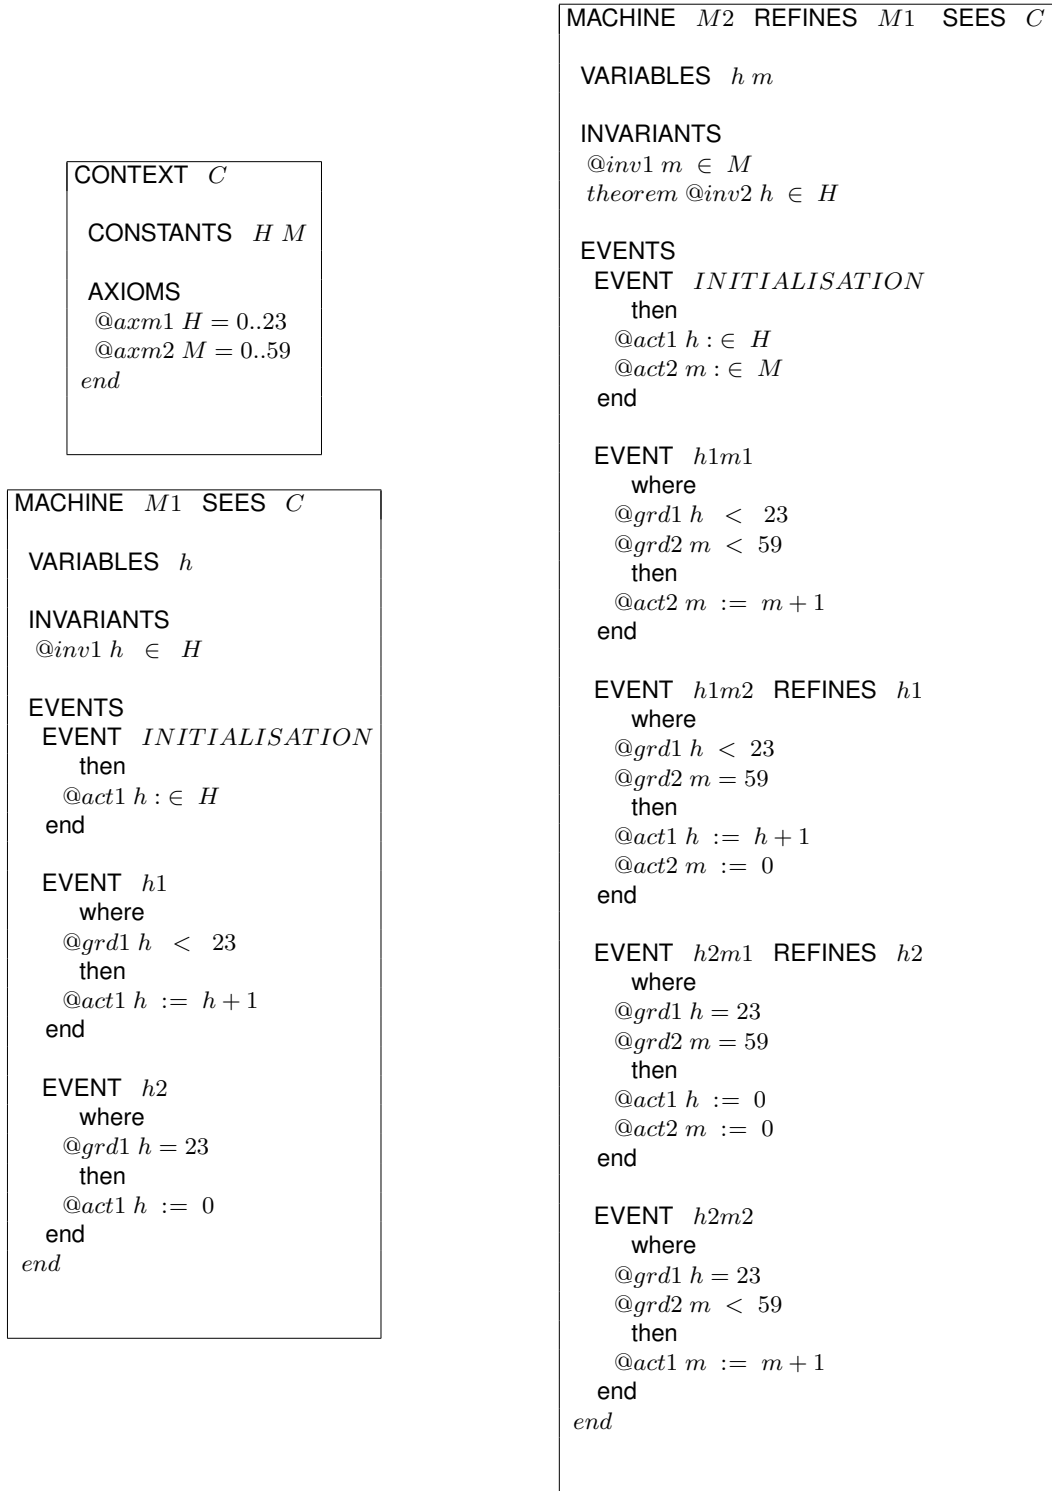 CONTEXT C
CONSTANTS H M
AXIOMS
@axm1 H = 0..23
@axm2 M = 0..59
end
MACHINE M1 SEES C
VARIABLES h
INVARIANTS
@inv1 h ∈ H
EVENTS
EVENT INITIALISATION
then
@act1 h :∈ H
end
EVENT h1
where
@grd1 h < 23
then
@act1 h := h + 1
end
EVENT h2
where
@grd1 h = 23
then
@act1 h := 0
end
end
MACHINE M2 REFINES M1 SEES C
VARIABLES h m
INVARIANTS
@inv1 m ∈ M
theorem @inv2 h ∈ H
EVENTS
EVENT INITIALISATION
then
@act1 h :∈ H
@act2 m :∈ M
end
EVENT h1m1
where
@grd1 h < 23
@grd2 m < 59
then
@act2 m := m + 1
end
EVENT h1m2 REFINES h1
where
@grd1 h < 23
@grd2 m = 59
then
@act1 h := h + 1
@act2 m := 0
end
EVENT h2m1 REFINES h2
where
@grd1 h = 23
@grd2 m = 59
then
@act1 h := 0
@act2 m := 0
end
EVENT h2m2
where
@grd1 h = 23
@grd2 m < 59
then
@act1 m := m + 1
end
end